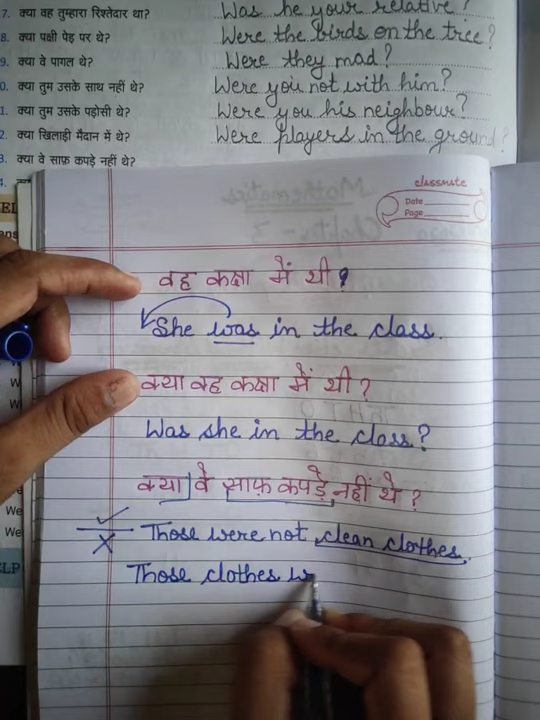 7. क्या वह तुम्हारा रिश्तेदार था? Was he your relative?
8. क्या पक्षी पेड़ पर थे? Were the birds on the tree?
9. क्या वे पागल थे? Were they mad?
0. क्या तुम उसके साथ नहीं थे? Were you not with him?
1. क्या तुम उसके पड़ोसी थे? Were you his neighbour?
2. क्या खिलाड़ी मैदान में थे? Were players in the ground?
3. क्या वे साफ़ कपड़े नहीं थे?
4.
classmate
Date
Page
वह कक्षा में थी?
She was in the class.
क्या वह कक्षा में थी?
Was she in the class?
क्या वे साफ़ कपड़े नहीं थे?
Those were not clean clothes.
Those clothes w
W
W
We
We